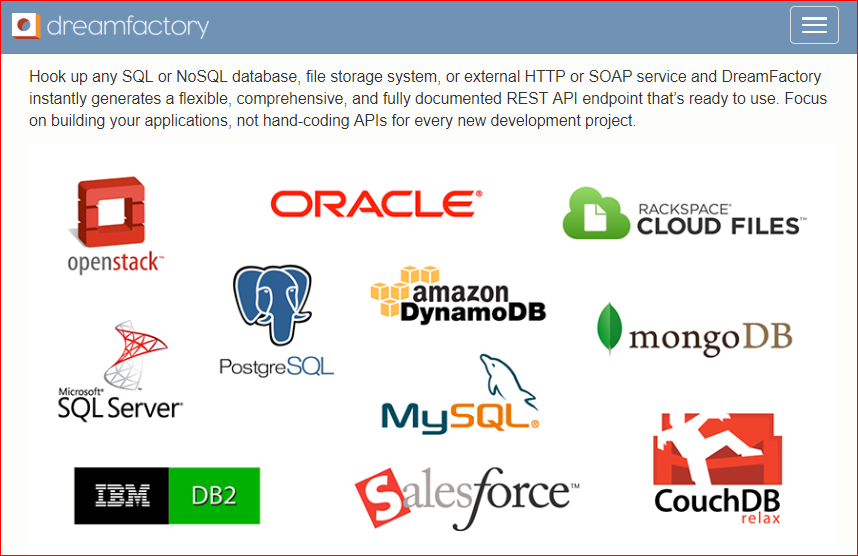 dreamfactory
Hook up any SQL or NoSQL database, file storage system, or external HTTP or SOAP service and DreamFactory
instantly generates a flexible, comprehensive, and fully documented REST API endpoint that’s ready to use. Focus
on building your applications, not hand-coding APIs for every new development project.
openstack™
ORACLE®
RACKSPACE®
CLOUD FILES™
PostgreSQL
amazon
DynamoDB
mongoDB
Microsoft®
SQL Server®
MySQL®
IBM DB2
Salesforce™
CouchDB
relax